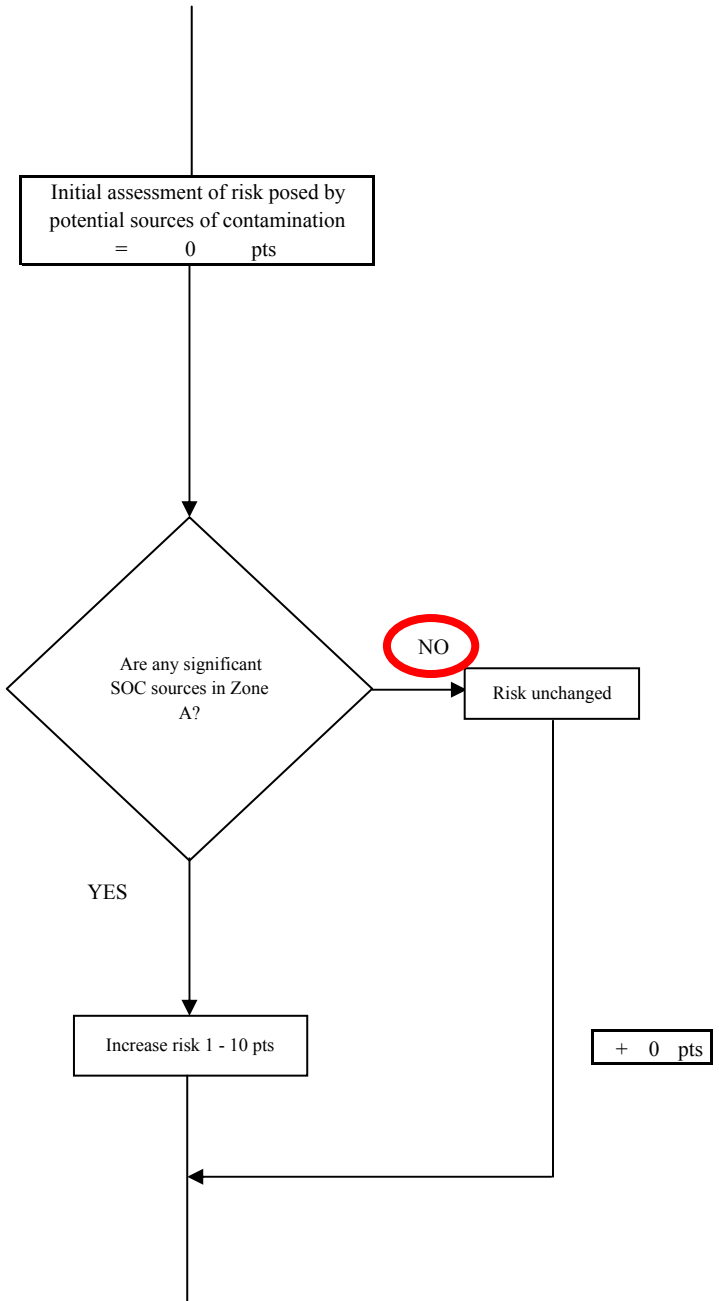 Initial assessment of risk posed by
potential sources of contamination
= 0 pts
Are any significant
SOC sources in Zone
A?
NO
Risk unchanged
YES
Increase risk 1 - 10 pts
+ 0 pts